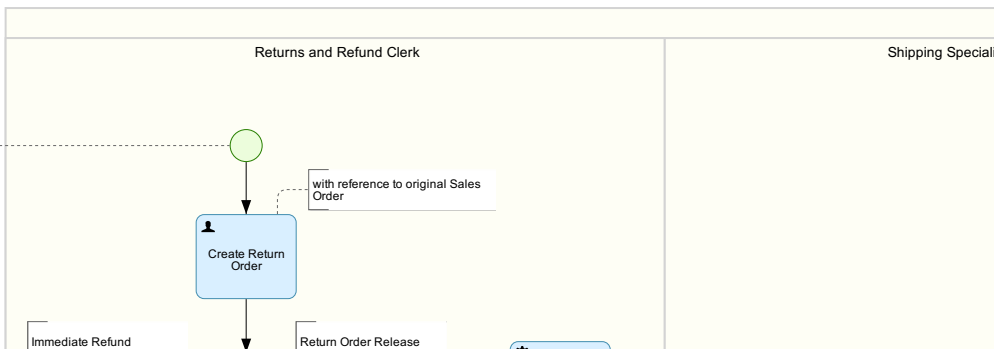 Returns and Refund Clerk
Shipping Speciali
with reference to original Sales
Order
Create Return
Order
Immediate Refund
Return Order Release